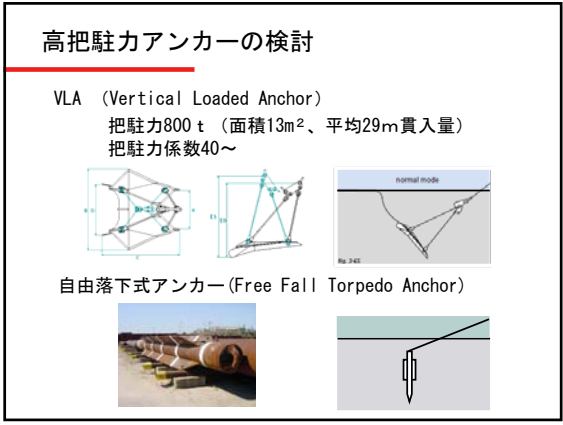 高把駐力アンカーの検討
VLA （Vertical Loaded Anchor）
把駐力800ｔ（面積13m²、平均29ｍ貫入量）
把駐力係数40～
normal mode
自由落下式アンカー(Free Fall Torpedo Anchor)